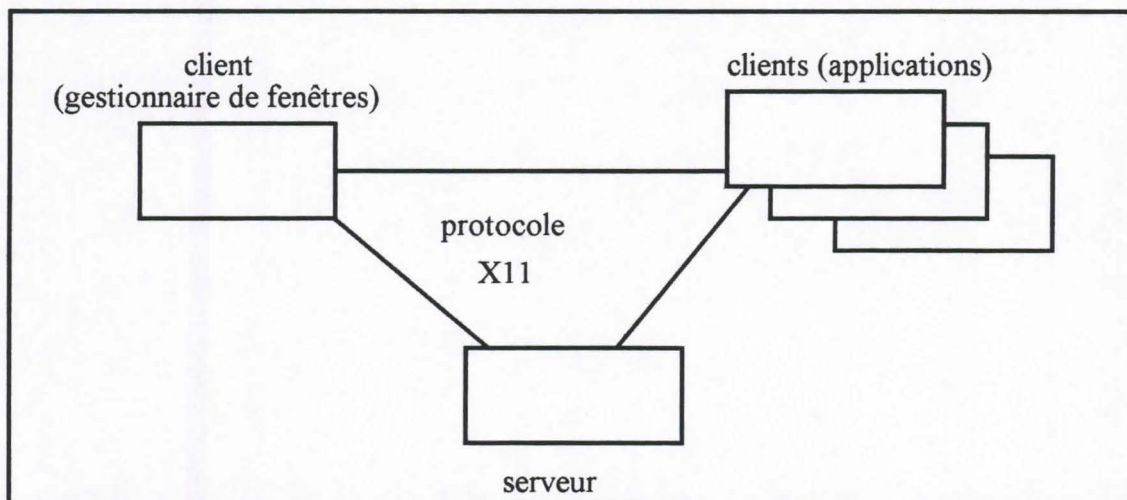 client
(gestionnaire de fenêtres)
clients (applications)
protocole
X11
serveur